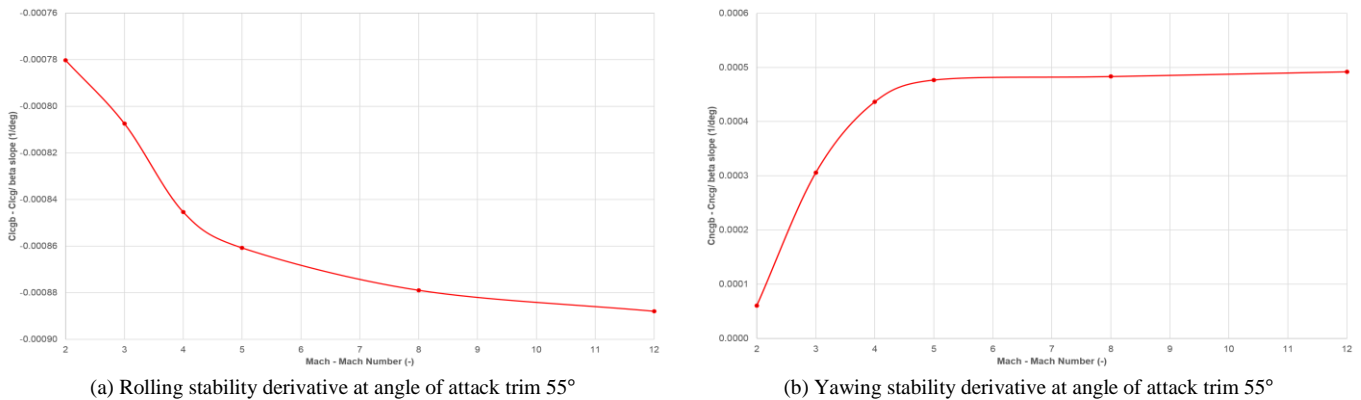 -0.00076
-0.00078
-0.00080
-0.00082
-0.00084
-0.00086
-0.00088
-0.00090
Clcgb - Clcg/ beta slope (1/deg)
2 3 4 5 6 7 8 9 10 11 12
Mach - Mach Number (-)
(a) Rolling stability derivative at angle of attack trim 55°
0.0006
0.0005
0.0004
0.0003
0.0002
0.0001
0.0000
Cncgb - Cncg/ beta slope (1/deg)
2 3 4 5 6 7 8 9 10 11 12
Mach - Mach Number (-)
(b) Yawing stability derivative at angle of attack trim 55°